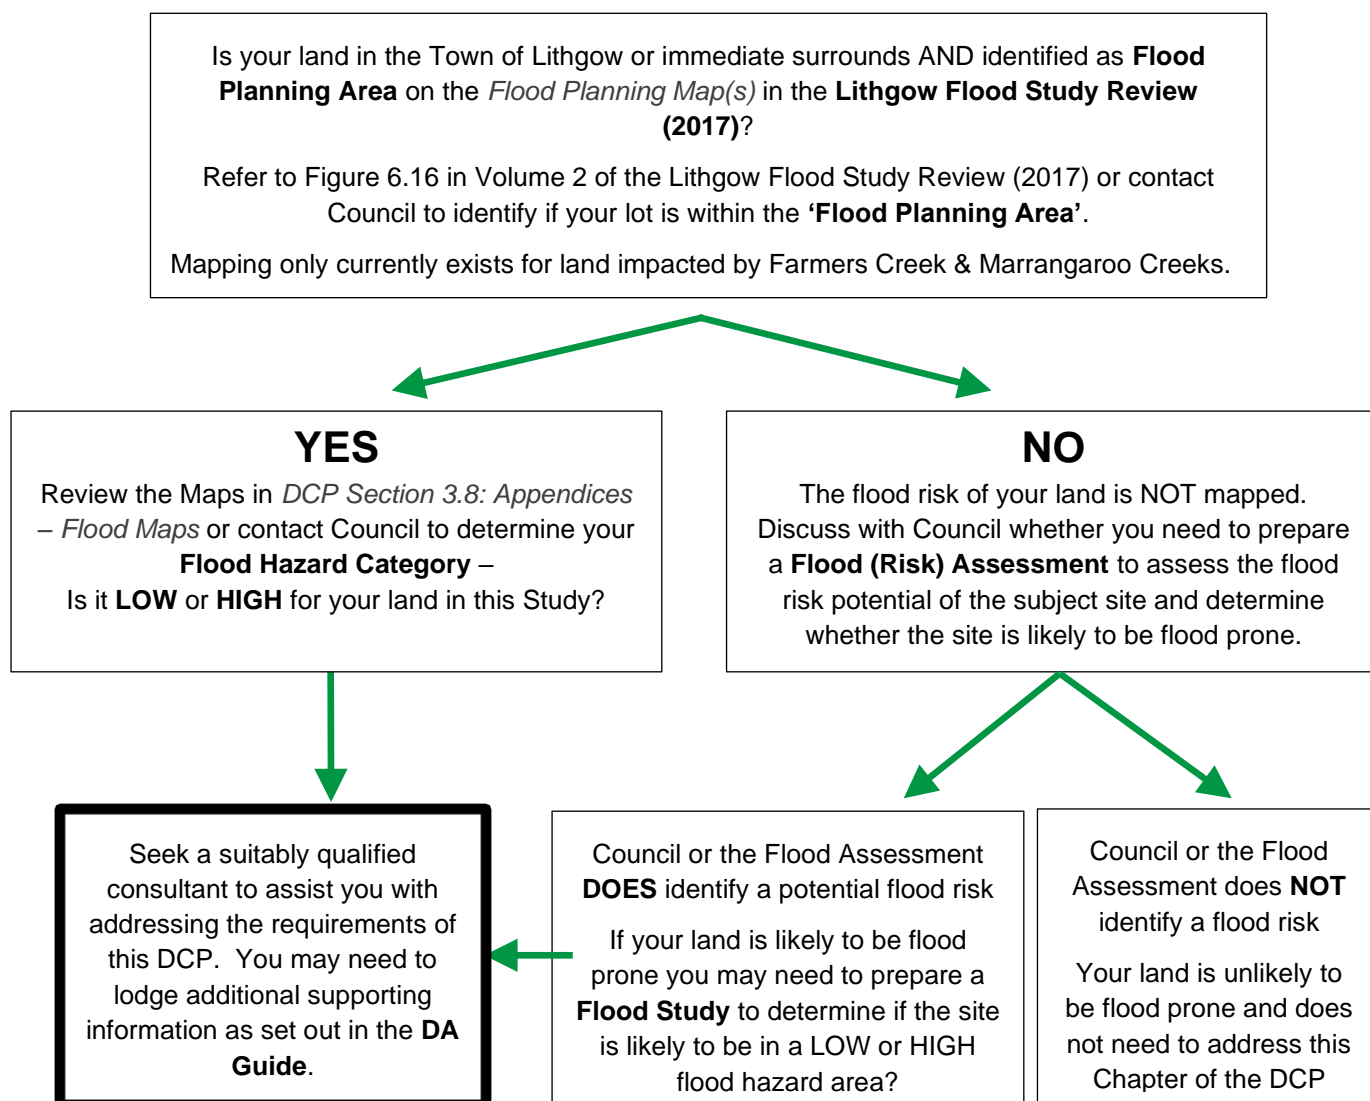 Is your land in the Town of Lithgow or immediate surrounds AND identified as Flood
Planning Area on the Flood Planning Map(s) in the Lithgow Flood Study Review
(2017)?
Refer to Figure 6.16 in Volume 2 of the Lithgow Flood Study Review (2017) or contact
Council to identify if your lot is within the ‘Flood Planning Area’.
Mapping only currently exists for land impacted by Farmers Creek & Marrangaroo Creeks.
YES
Review the Maps in DCP Section 3.8: Appendices
– Flood Maps or contact Council to determine your
Flood Hazard Category –
Is it LOW or HIGH for your land in this Study?
NO
The flood risk of your land is NOT mapped.
Discuss with Council whether you need to prepare
a Flood (Risk) Assessment to assess the flood
risk potential of the subject site and determine
whether the site is likely to be flood prone.
Seek a suitably qualified
consultant to assist you with
addressing the requirements of
this DCP. You may need to
lodge additional supporting
information as set out in the DA
Guide.
Council or the Flood Assessment
DOES identify a potential flood risk
If your land is likely to be flood
prone you may need to prepare a
Flood Study to determine if the site
is likely to be in a LOW or HIGH
flood hazard area?
Council or the Flood
Assessment does NOT
identify a flood risk
Your land is unlikely to
be flood prone and does
not need to address this
Chapter of the DCP